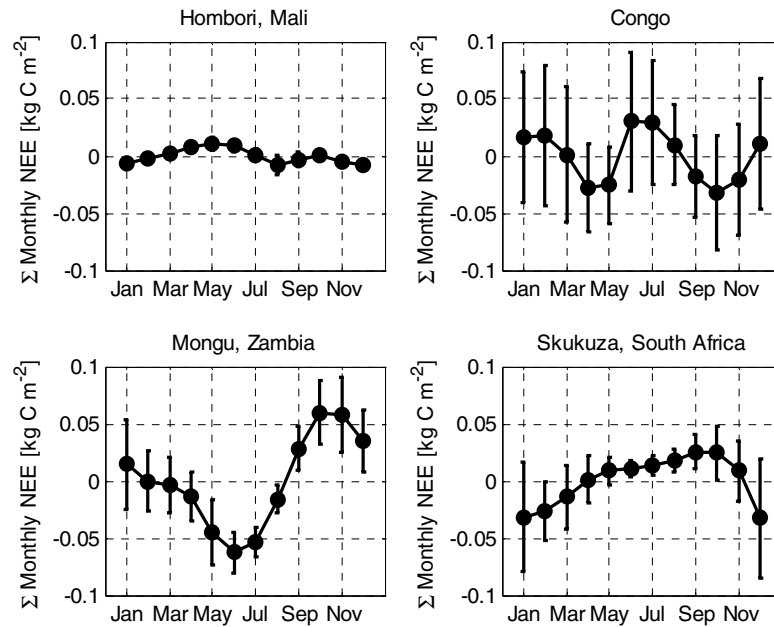 Hombori, Mali
Σ Monthly NEE [kg C m-2]
0.1
0.05
0
-0.05
-0.1
Jan Mar May Jul Sep Nov
Congo
Σ Monthly NEE [kg C m-2]
0.1
0.05
0
-0.05
-0.1
Jan Mar May Jul Sep Nov
Mongu, Zambia
Σ Monthly NEE [kg C m-2]
0.1
0.05
0
-0.05
-0.1
Jan Mar May Jul Sep Nov
Skukuza, South Africa
Σ Monthly NEE [kg C m-2]
0.1
0.05
0
-0.05
-0.1
Jan Mar May Jul Sep Nov